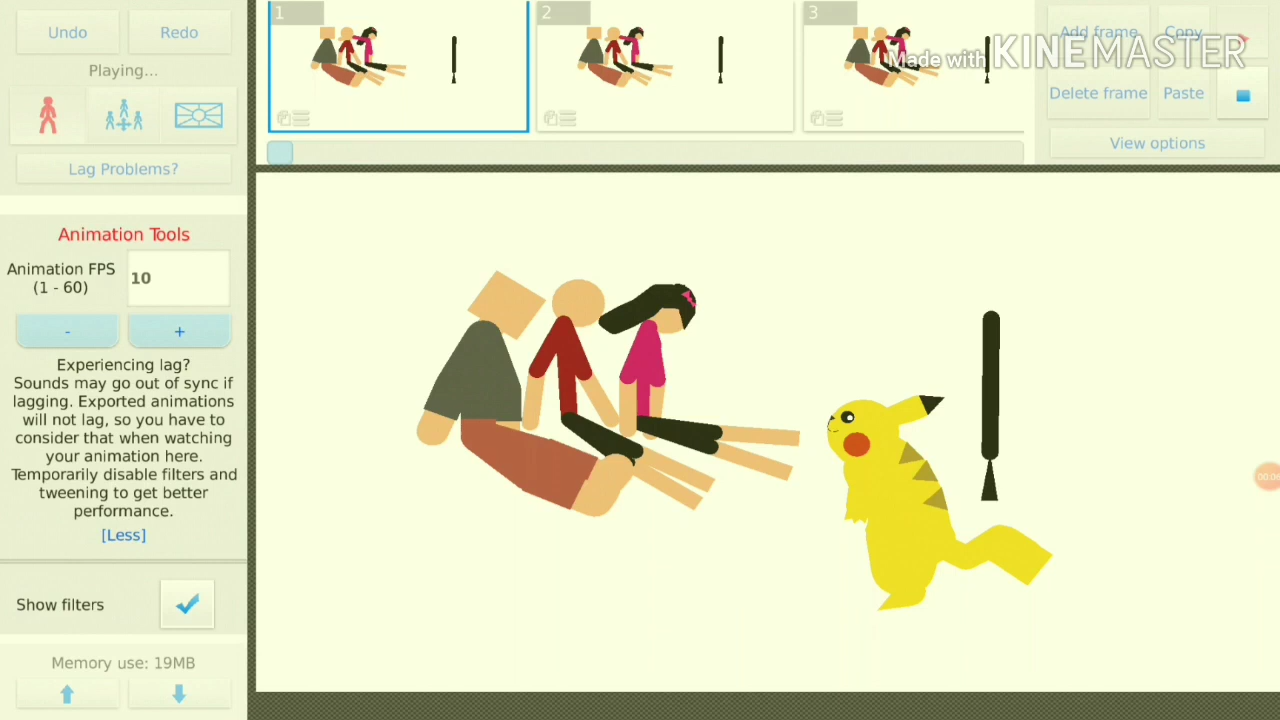 Undo
Redo
Playing...
Lag Problems?
1
2
3
Made with KINEMASTER
Add frame
Copy
Delete frame
Paste
View options
Animation Tools
Animation FPS
(1 - 60)
10
-
+
Experiencing lag?
Sounds may go out of sync if
lagging. Exported animations
will not lag, so you have to
consider that when watching
your animation here.
Temporarily disable filters and
tweening to get better
performance.
[Less]
Show filters
Memory use: 19MB